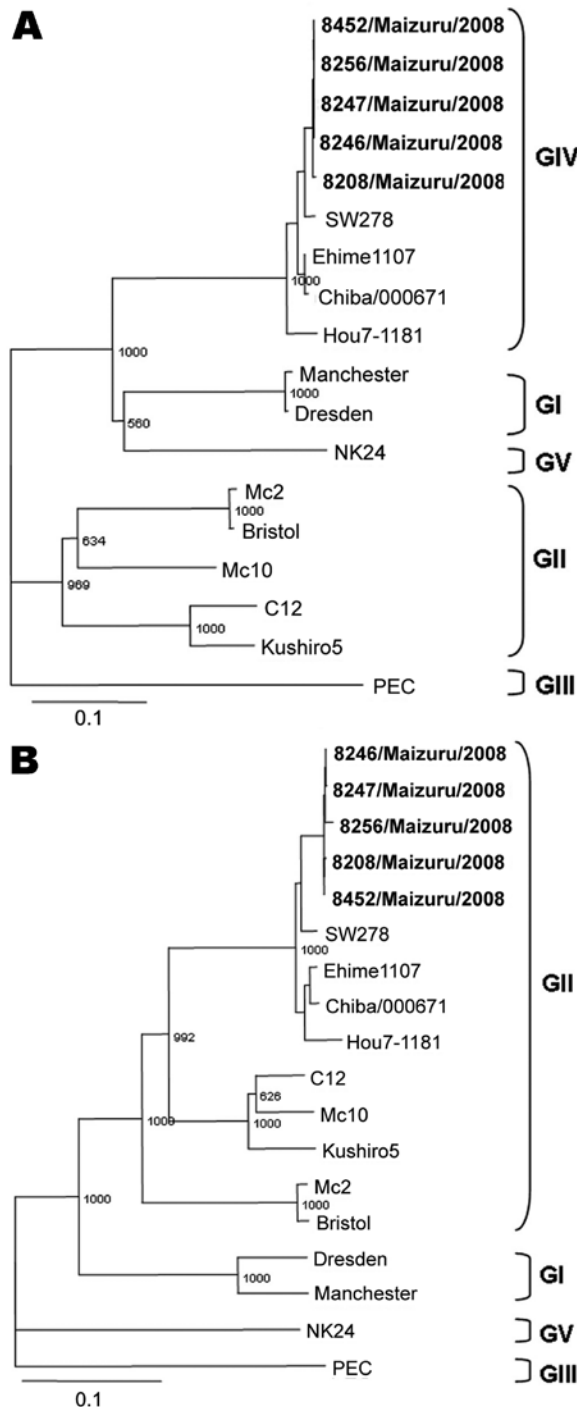 A
8452/Maizuru/2008
8256/Maizuru/2008
8247/Maizuru/2008
8246/Maizuru/2008
8208/Maizuru/2008
GIV
SW278
Ehime1107
1000
Chiba/000671
Hou7-1181
1000
Manchester
1000
GI
Dresden
560
NK24
GV
Mc2
1000
Bristol
634
GII
Mc10
969
C12
1000
Kushiro5
PEC
GIII
0.1
B
8246/Maizuru/2008
8247/Maizuru/2008
8256/Maizuru/2008
8208/Maizuru/2008
8452/Maizuru/2008
SW278
1000
Ehime1107
GII
Chiba/000671
992
Hou7-1181
C12
626
Mc10
1000
1000
Kushiro5
Mc2
1000
1000
Bristol
Dresden
1000
GI
Manchester
NK24
GV
PEC
GIII
0.1